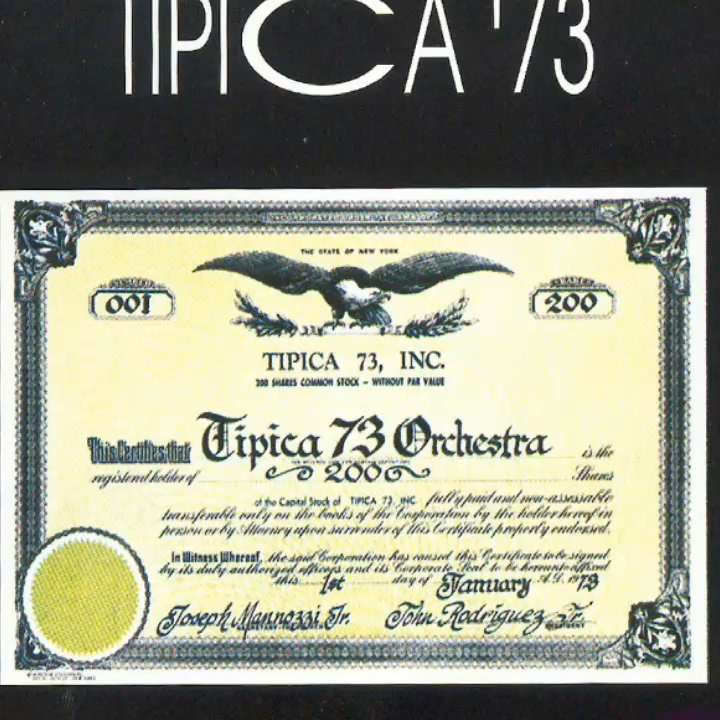 TIPICA '73
THE STATE OF NEW YORK
001
200
TIPICA 73, INC.
200 SHARES COMMON STOCK – WITHOUT PAR VALUE
This Certifies that Tipica 73 Orchestra is the
registered holder of 200 Shares
of the Capital Stock of TIPICA 73, INC. fully paid and non-assessable
transferable only on the books of the Corporation by the holder hereof in
person or by Attorney upon surrender of this Certificate properly endorsed.
In Witness Whereof, the said Corporation has caused this Certificate to be signed
by its duly authorized officers and its Corporate Seal to be hereunto affixed
this 1st day of January A.D. 1973
Joseph Mannozzi Jr. John Rodriguez Jr.